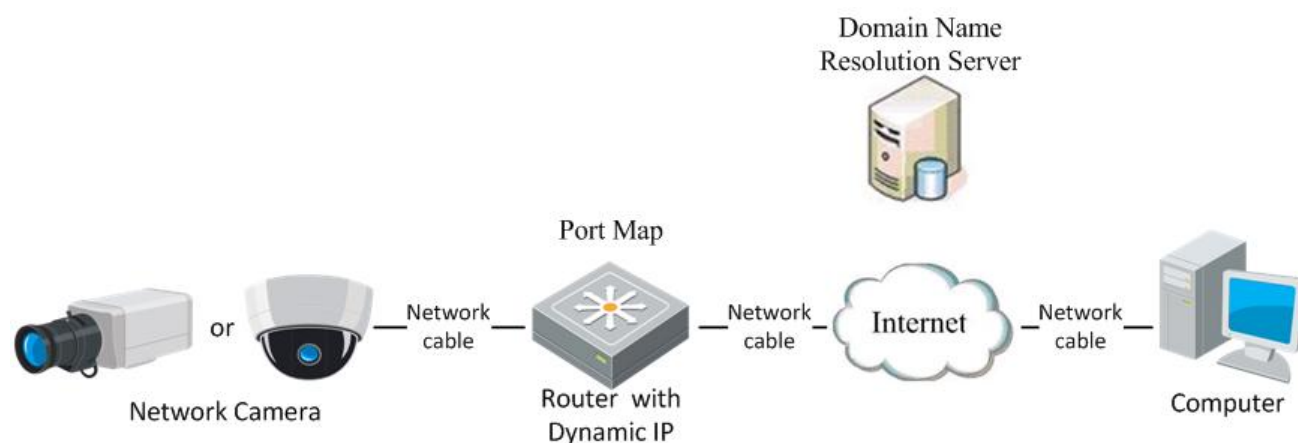 Domain Name
Resolution Server
Port Map
or
Network
cable
Network
cable
Internet
Network
cable
Network Camera
Router with
Dynamic IP
Computer